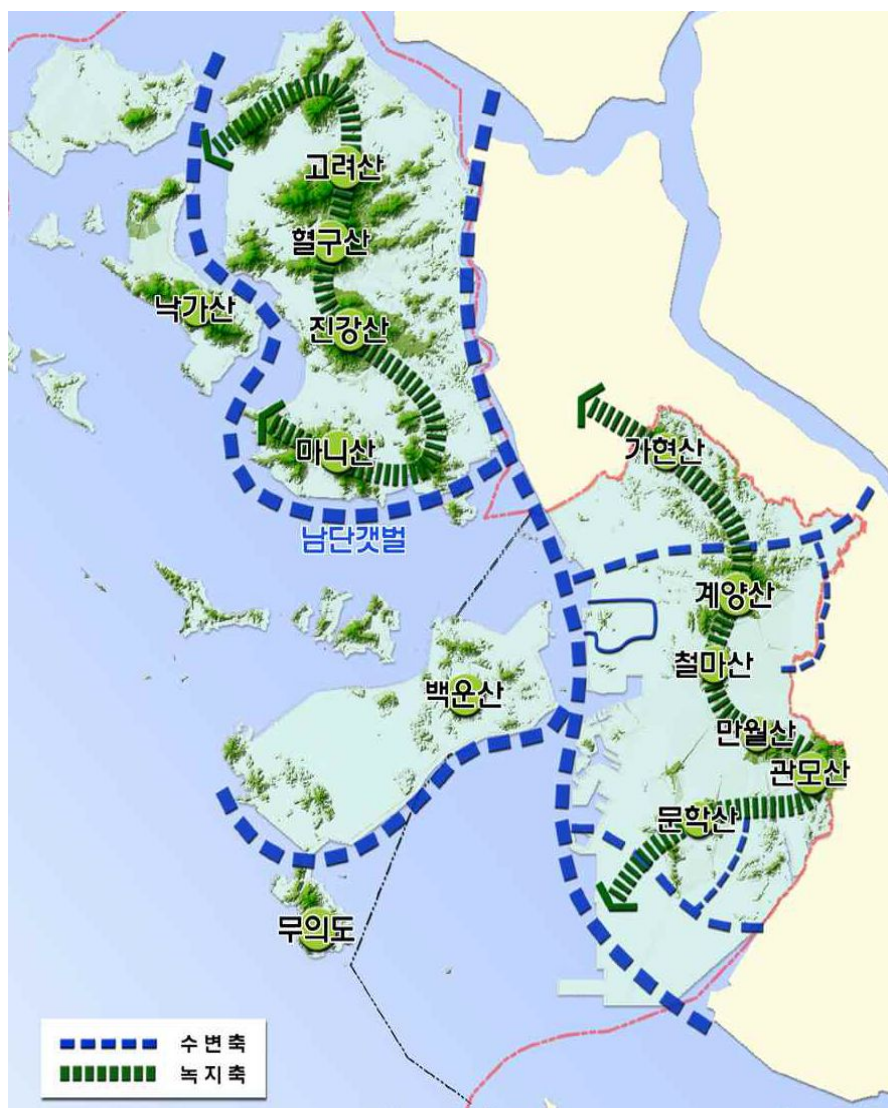 고려산
혈구산
낙가산
진강산
마니산
가현산
남단갯벌
계양산
철마산
백운산
만월산
관모산
문학산
무의도
수변축
녹지축